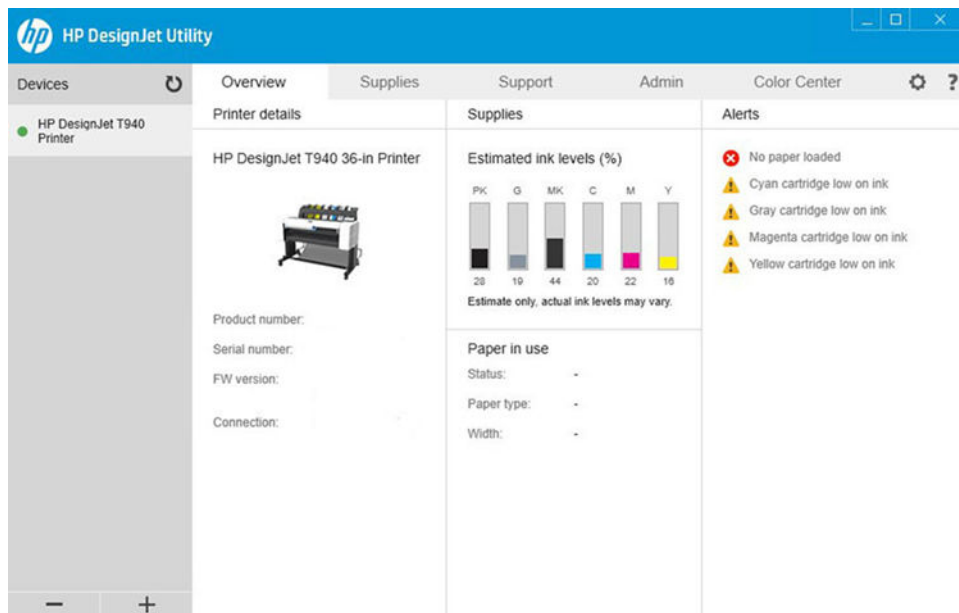 hp HP DesignJet Utility
Devices
HP DesignJet T940
Printer
Overview Supplies Support Admin Color Center ?
Printer details
HP DesignJet T940 36-in Printer
Product number:
Serial number:
FW version:
Connection:
Supplies
Estimated ink levels (%)
PK G MK C M Y
28 19 44 20 22 16
Estimate only, actual ink levels may vary.
Paper in use
Status: -
Paper type: -
Width: -
Alerts
No paper loaded
Cyan cartridge low on ink
Gray cartridge low on ink
Magenta cartridge low on ink
Yellow cartridge low on ink